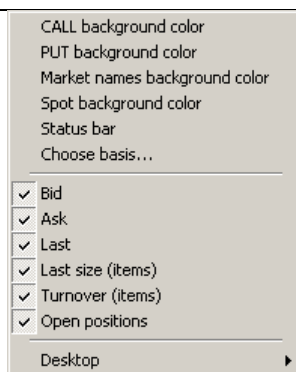 CALL background color
PUT background color
Market names background color
Spot background color
Status bar
Choose basis...
Bid
Ask
Last
Last size (items)
Turnover (items)
Open positions
Desktop